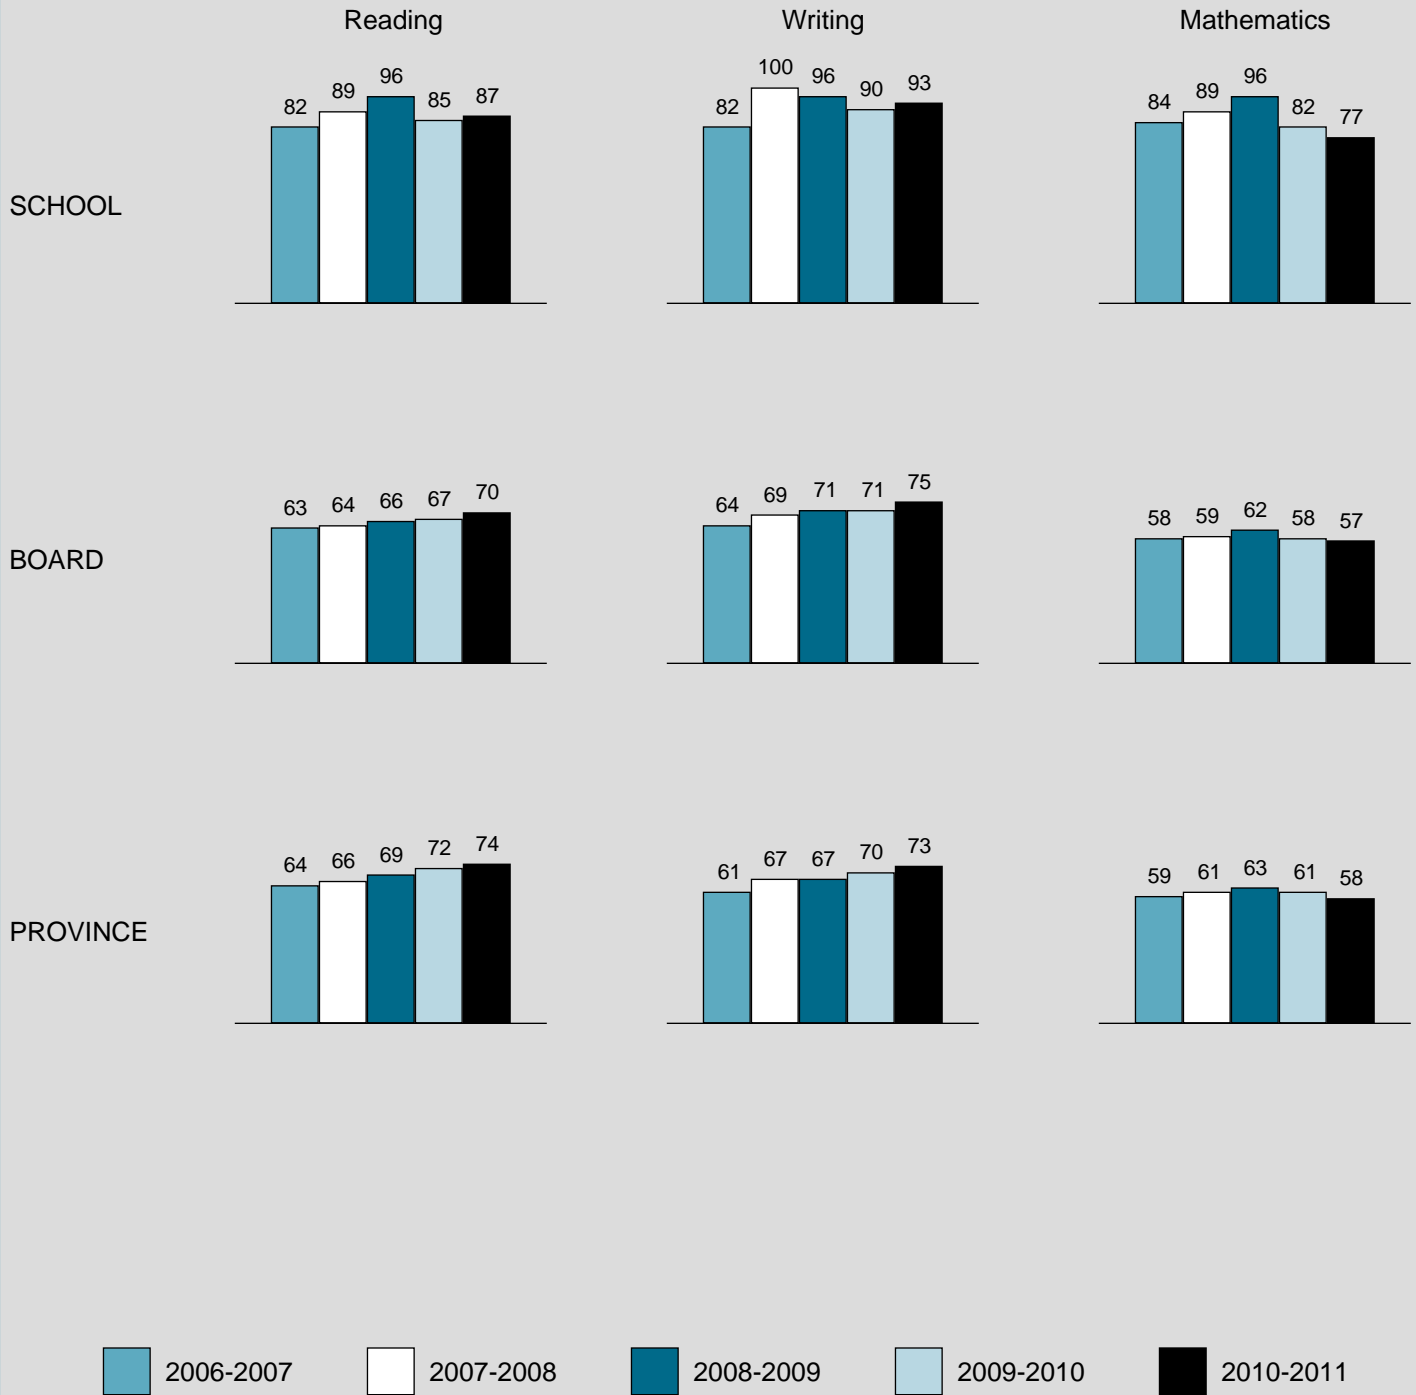 Reading Writing Mathematics
SCHOOL
82 89 96 85 87
82 100 96 90 93
84 89 96 82 77
BOARD
63 64 66 67 70
64 69 71 71 75
58 59 62 58 57
PROVINCE
64 66 69 72 74
61 67 67 70 73
59 61 63 61 58
2006-2007 2007-2008 2008-2009 2009-2010 2010-2011